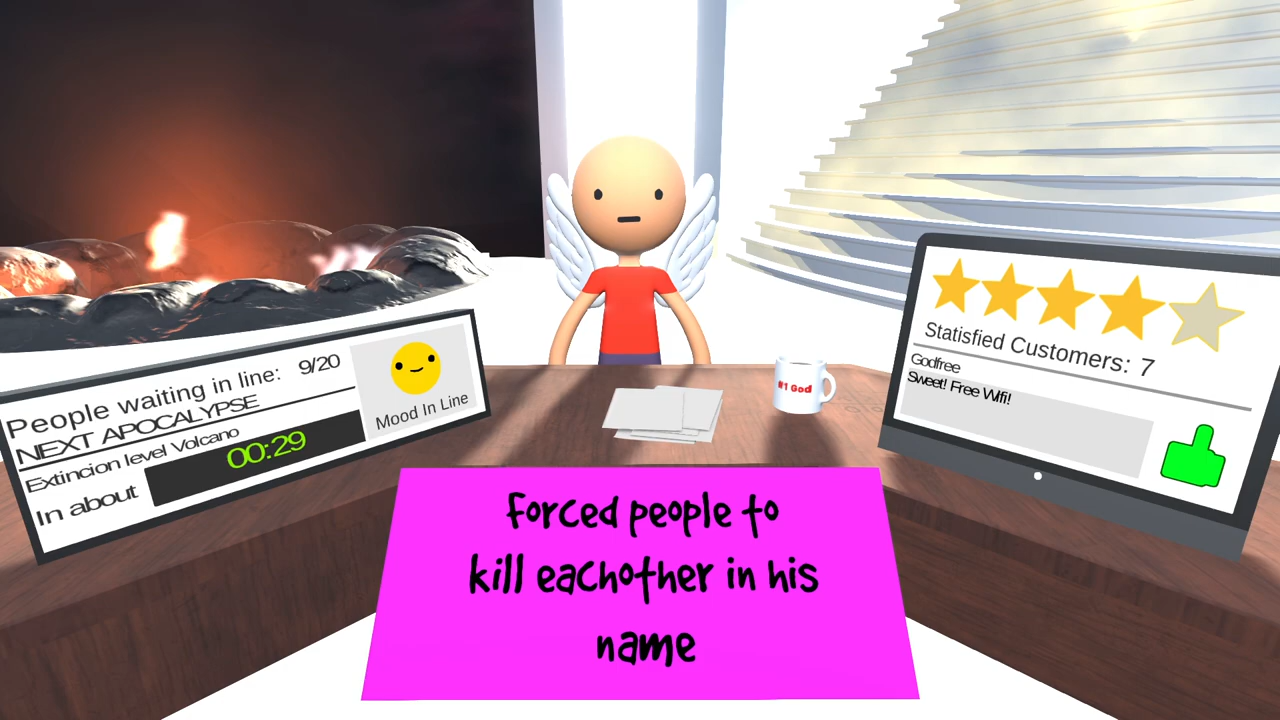 People waiting in line: 9/20
NEXT APOCALYPSE
Extincion level Volcano
In about 00:29
Mood In Line
#1 God
Statisfied Customers: 7
Godfree
Sweet! Free Wifi!
Forced people to
kill eachother in his
name